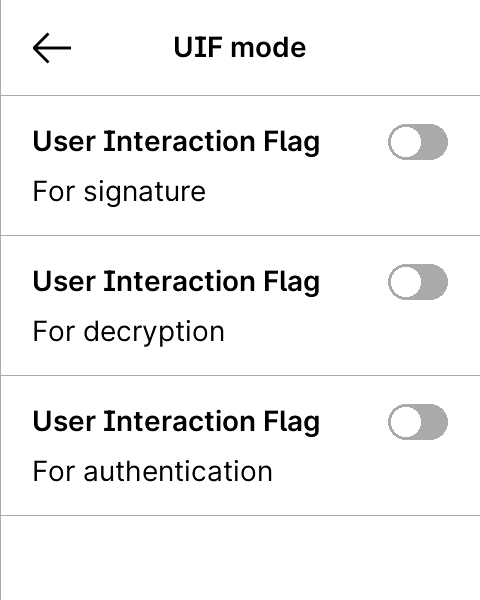 UIF mode
User Interaction Flag
For signature
User Interaction Flag
For decryption
User Interaction Flag
For authentication